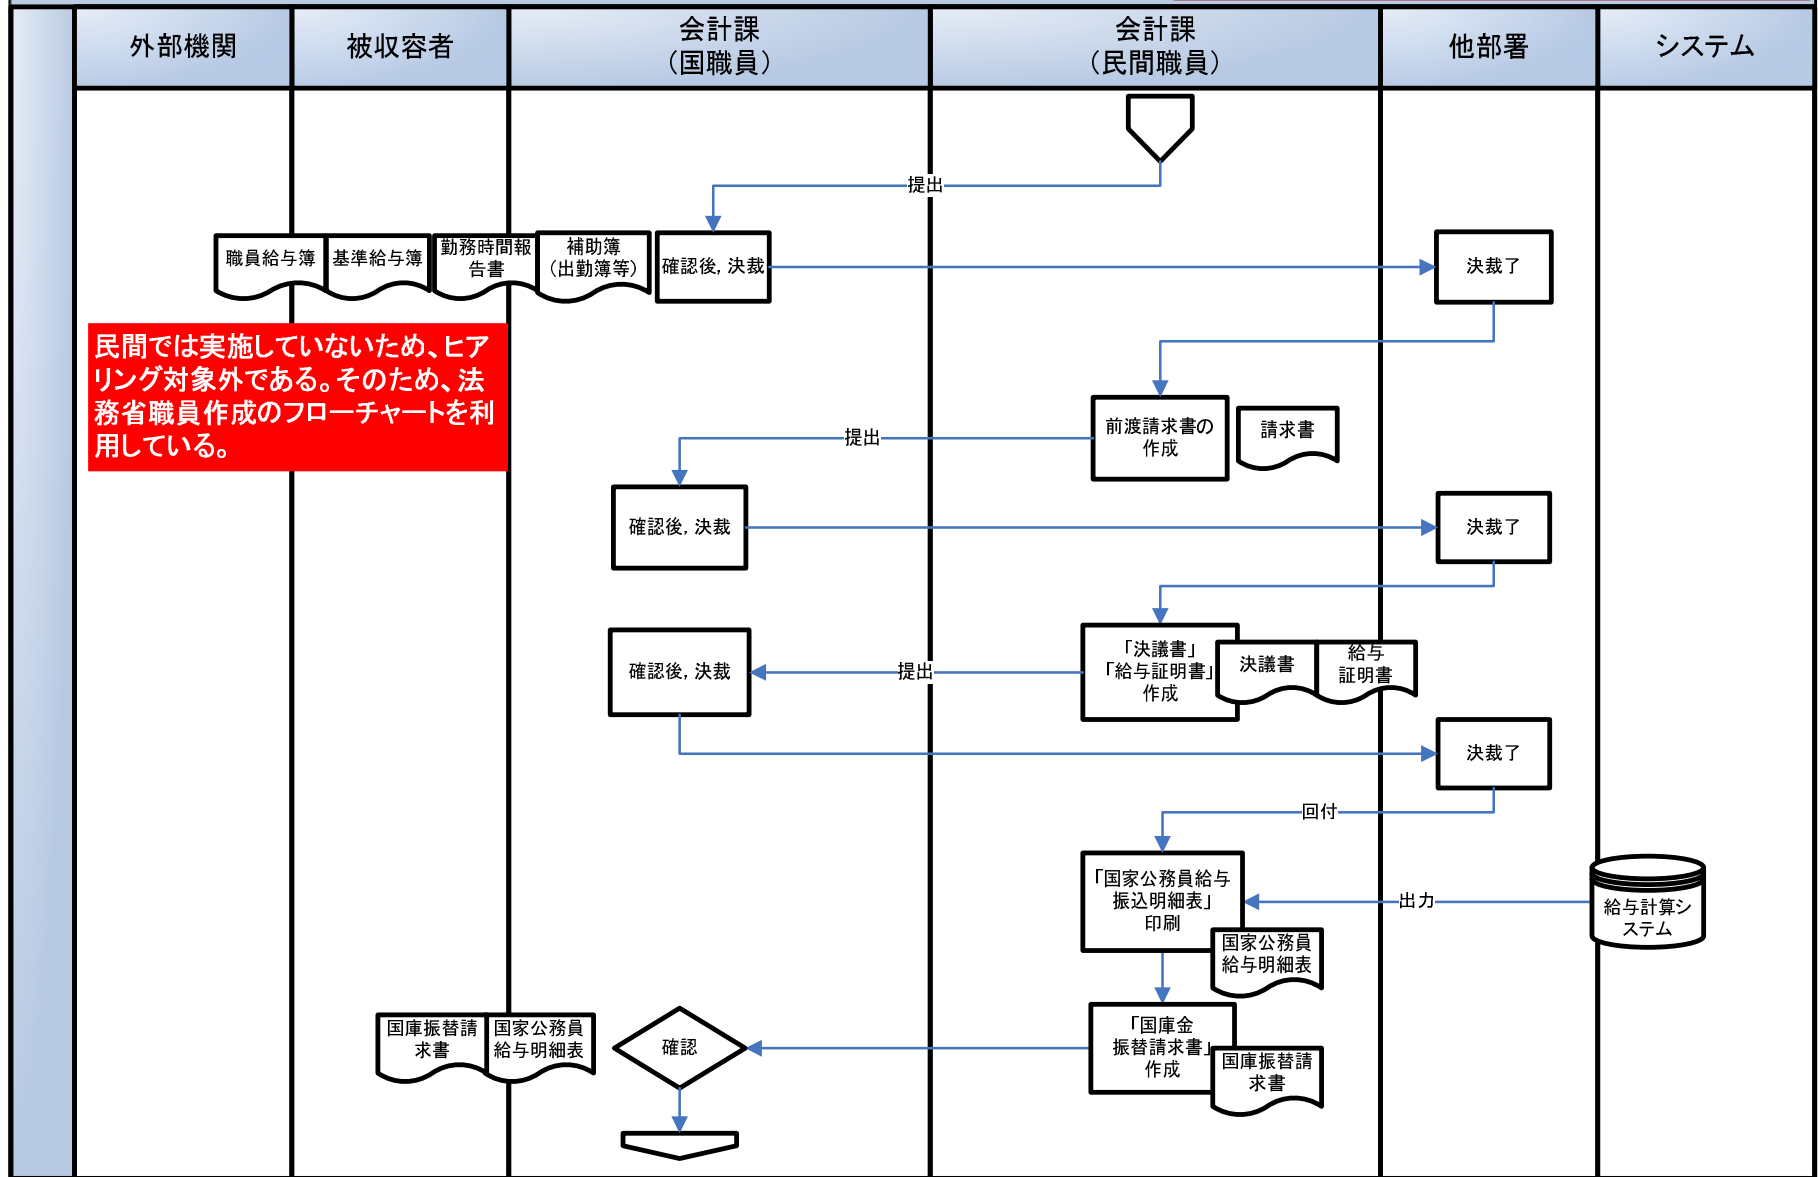 外部機関
被収容者
会計課
（国職員）
会計課
（民間職員）
他部署
システム
提出
職員給与簿
基準給与簿
勤務時間報
告書
補助簿
（出勤簿等）
確認後, 決裁
決裁了
民間では実施していないため、ヒア
リング対象外である。そのため、法
務省職員作成のフローチャートを利
用している。
前渡請求書の
作成
請求書
提出
確認後, 決裁
決裁了
確認後, 決裁
提出
「決議書」
「給与証明書」
作成
決議書
給与
証明書
決裁了
回付
「国家公務員給与
振込明細表」
印刷
出力
給与計算シ
ステム
国家公務員
給与明細表
国庫振替請
求書
国家公務員
給与明細表
確認
「国庫金
振替請求書」
作成
国庫振替請
求書